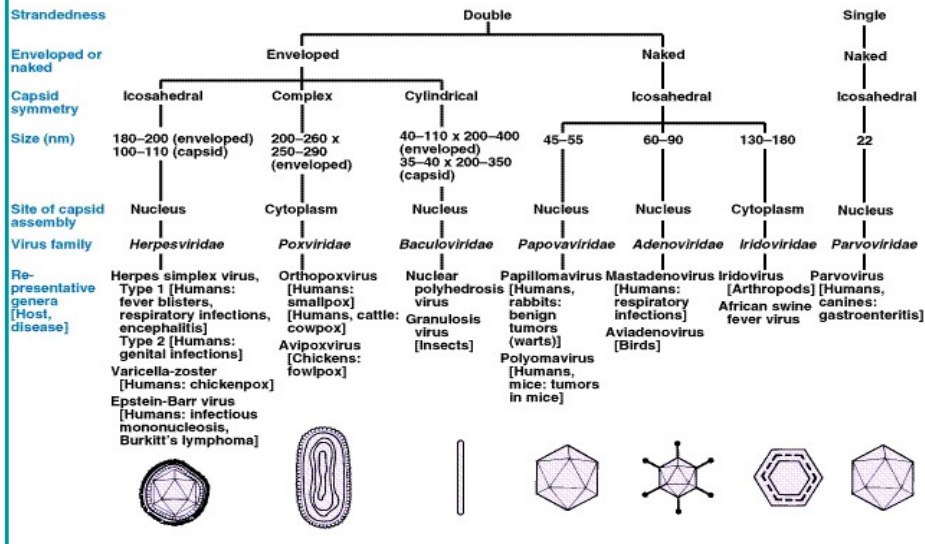 Strandedness Double Single
Enveloped or naked Enveloped Naked Naked
Capsid symmetry Icosahedral Complex Cylindrical Icosahedral Icosahedral
Size (nm)
180–200 (enveloped)
100–110 (capsid)
200–260 x
250–290
(enveloped)
40–110 x 200–400
(enveloped)
35–40 x 200–350
(capsid)
45–55
60–90
130–180
22
Site of capsid assembly Nucleus Cytoplasm Nucleus Nucleus Nucleus Cytoplasm Nucleus
Virus family Herpesviridae Poxviridae Baculoviridae Papovaviridae Adenoviridae Iridoviridae Parvoviridae
Re-
presentative
genera
[Host,
disease]
Herpes simplex virus,
Type 1 [Humans:
fever blisters,
respiratory infections,
encephalitis]
Type 2 [Humans:
genital infections]
Varicella-zoster
[Humans: chickenpox]
Epstein-Barr virus
[Humans: infectious
mononucleosis,
Burkitt's lymphoma]
Orthopoxvirus
[Humans:
smallpox]
[Humans, cattle:
cowpox]
Avipoxvirus
[Chickens:
fowlpox]
Nuclear
polyhedrosis
virus
Granulosis
virus
[Insects]
Papillomavirus
[Humans,
rabbits:
benign
tumors
(warts)]
Polyomavirus
[Humans,
mice: tumors
in mice]
Mastadenovirus
[Humans:
respiratory
infections]
Aviadenovirus
[Birds]
Iridovirus
[Arthropods]
African swine
fever virus
Parvovirus
[Humans,
canines:
gastroenteritis]